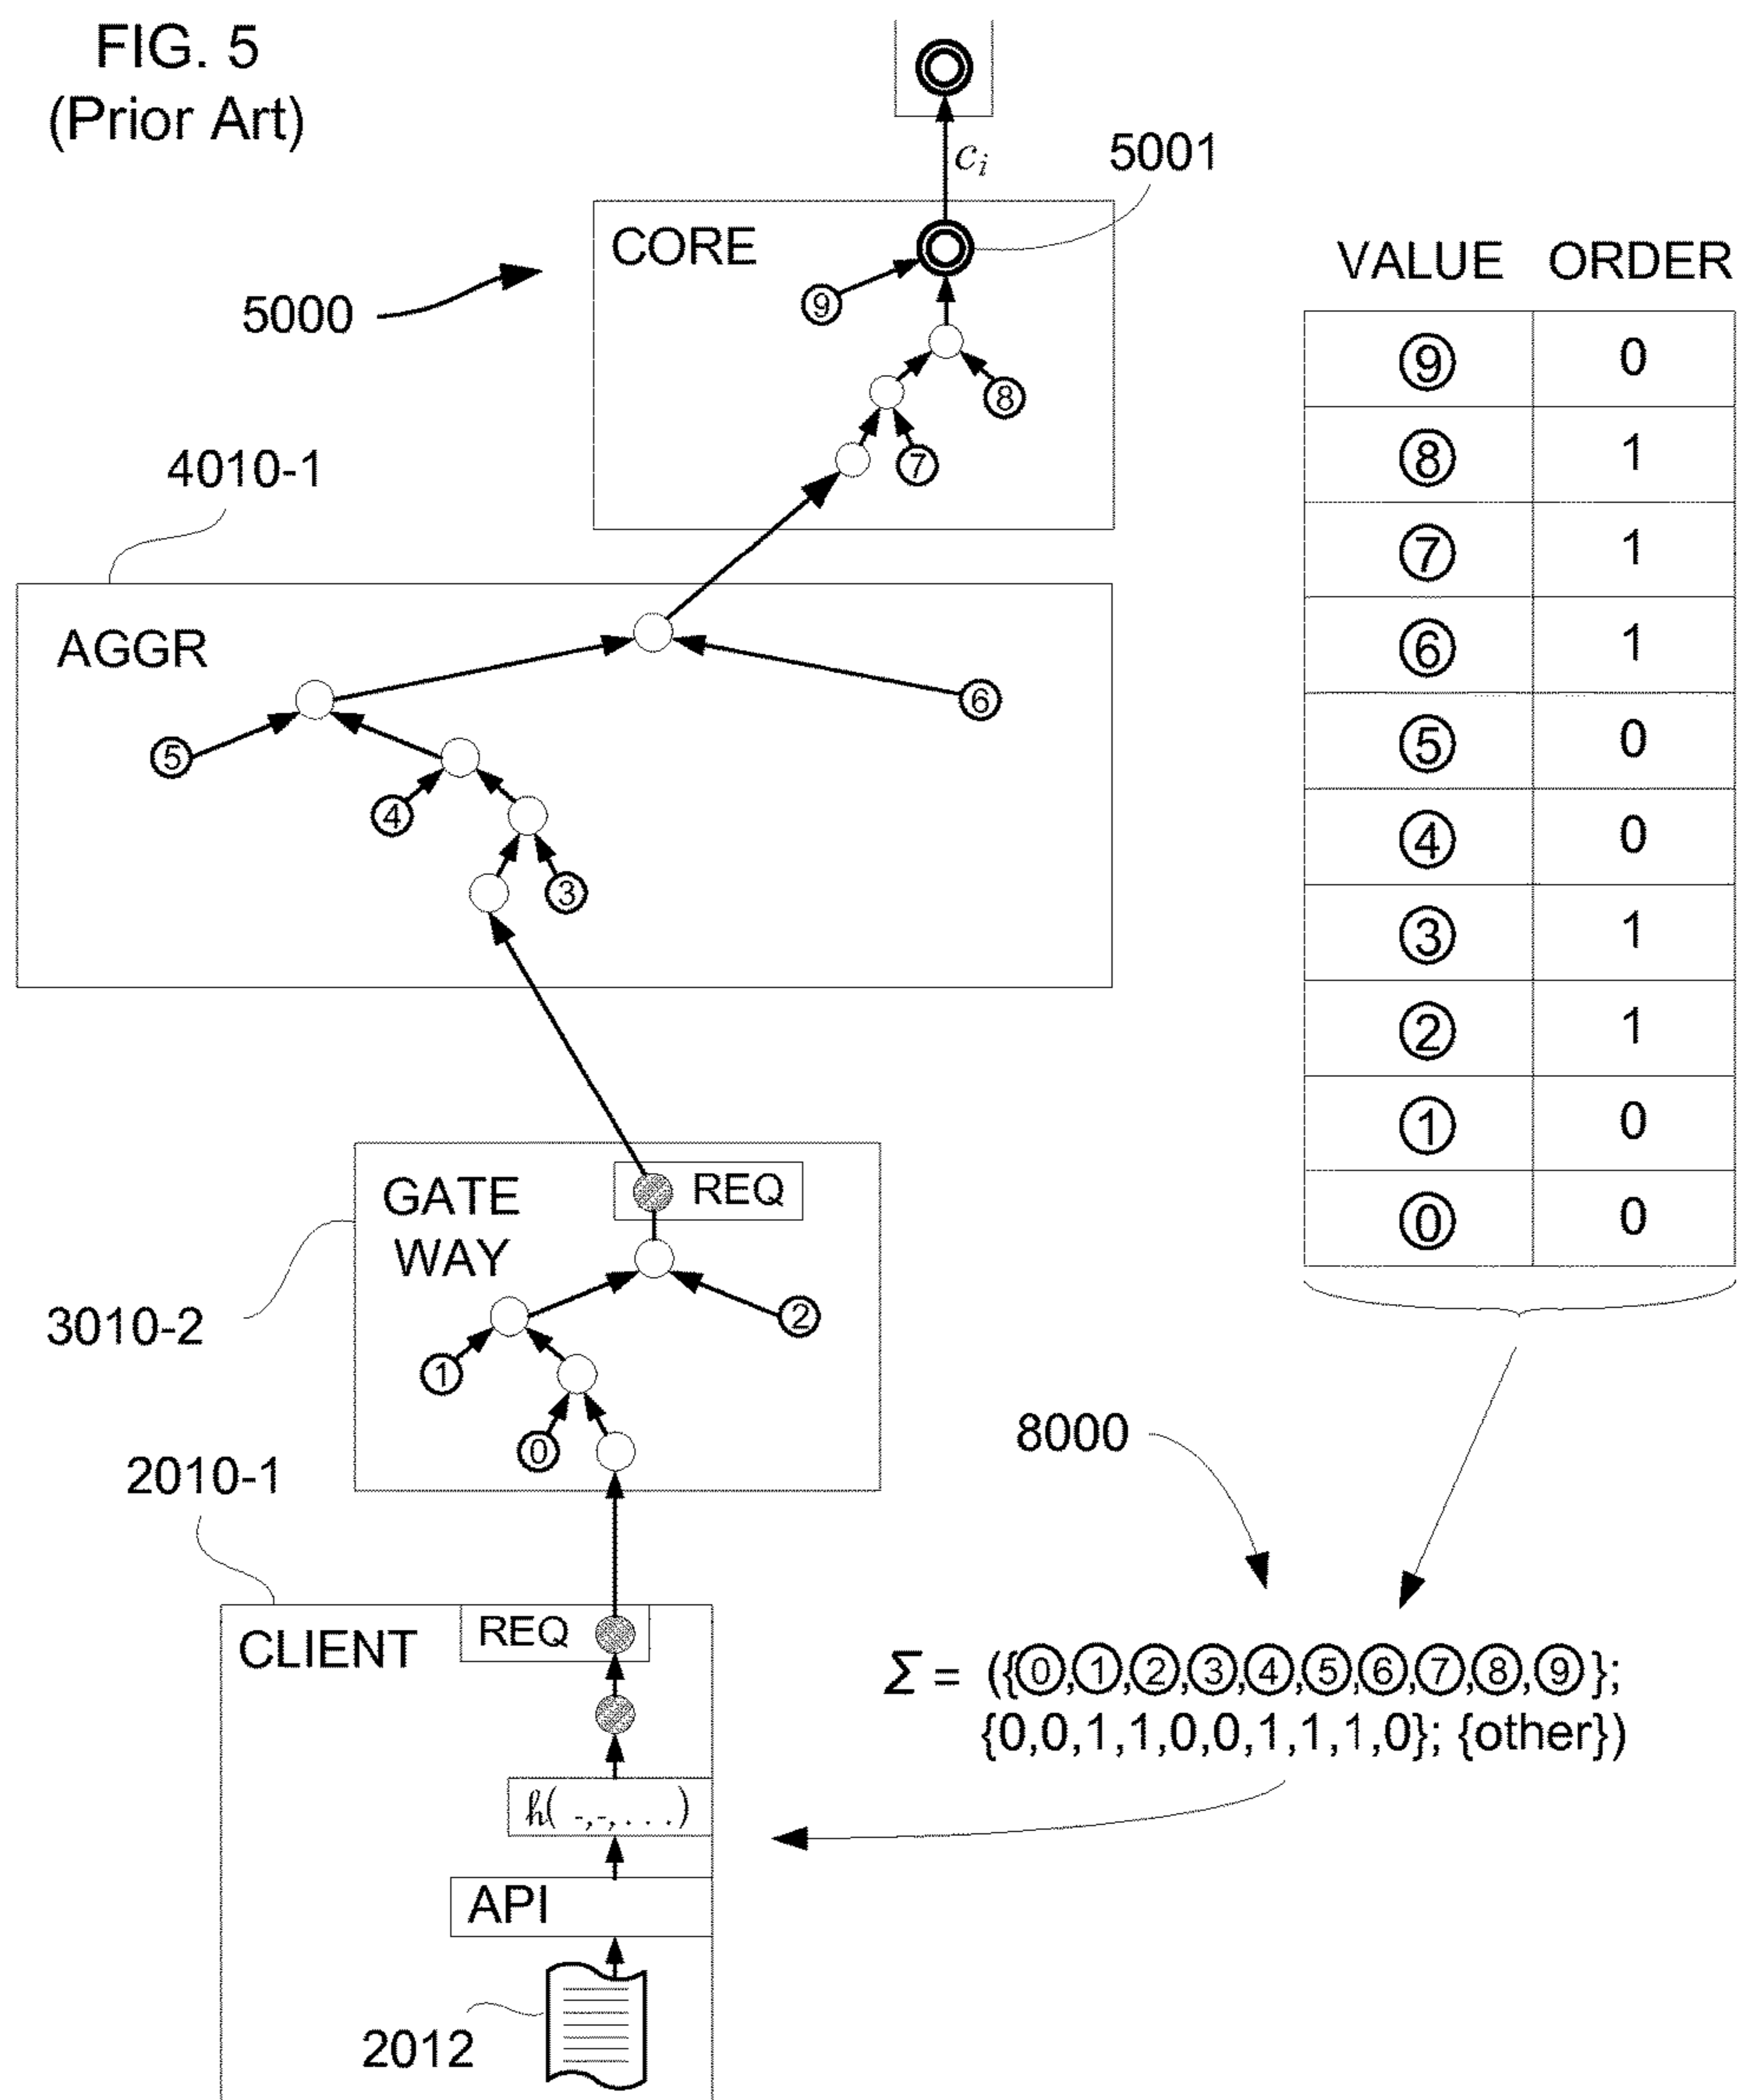 FIG. 5
(Prior Art)
c_i
5001
CORE
5000
⑨
⑧
⑦
4010-1
AGGR
⑥
⑤
④
③
GATE
WAY
REQ
3010-2
②
①
⓪
2010-1
CLIENT
REQ
h( -,-, . . .)
API
2012
VALUE ORDER
⑨ 0
⑧ 1
⑦ 1
⑥ 1
⑤ 0
④ 0
③ 1
② 1
① 0
⓪ 0
8000
Σ = ({⓪,①,②,③,④,⑤,⑥,⑦,⑧,⑨};
{0,0,1,1,0,0,1,1,1,0}; {other})